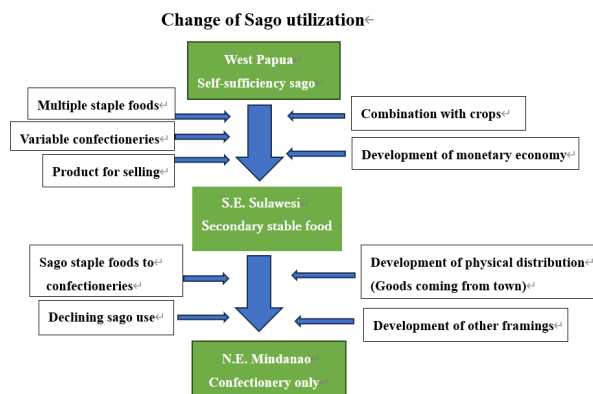 Change of Sago utilization
West Papua
Self-sufficiency sago
Multiple staple foods
Variable confectioneries
Product for selling
Combination with crops
Development of monetary economy
S.E. Sulawesi
Secondary stable food
Sago staple foods to
confectioneries
Declining sago use
Development of physical distribution
(Goods coming from town)
Development of other framings
N.E. Mindanao
Confectionery only